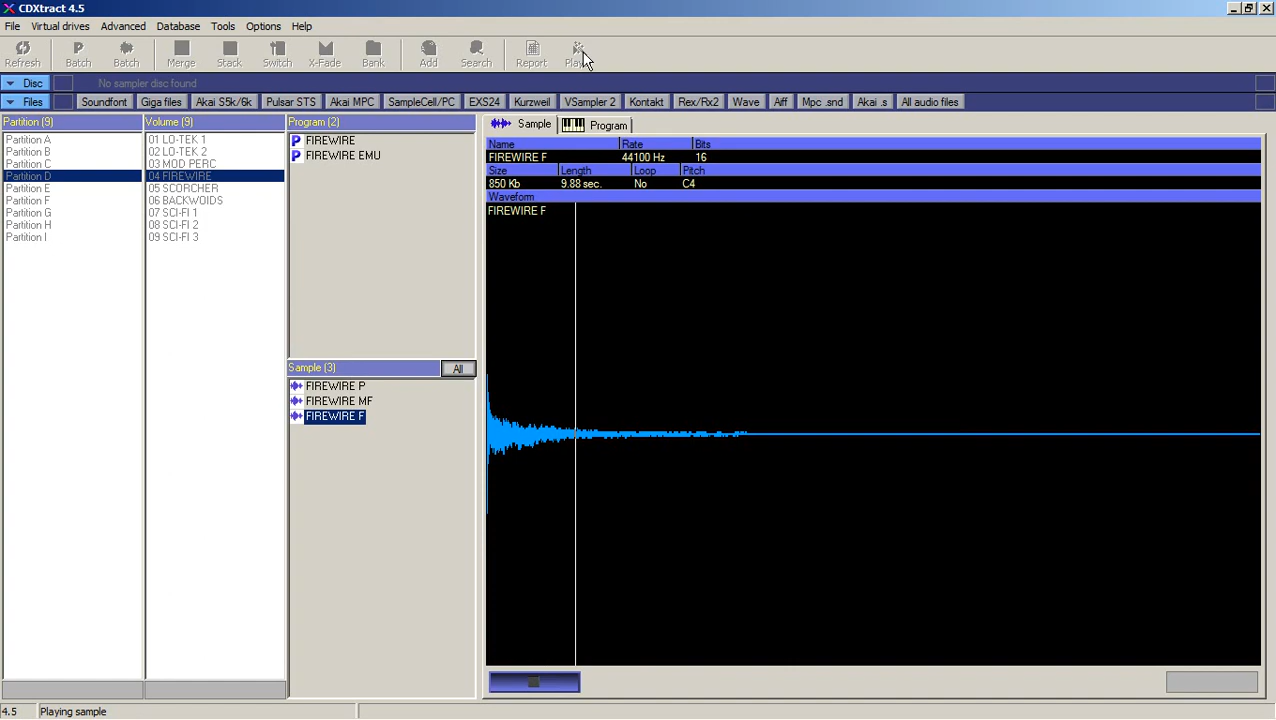 CDXtract 4.5
File Virtual drives Advanced Database Tools Options Help
Refresh Batch Batch Merge Stack Switch X-Fade Bank Add Search Report
Disc No sampler disc found
Files Soundfont Giga files Akai S5k/6k Pulsar STS Akai MPC SampleCell/PC EXS24 Kurzweil VSampler 2 Kontakt Rex/Rx2 Wave Aiff Mpc .snd Akai .s All audio files
Partition (9)
Partition A
Partition B
Partition C
Partition D
Partition E
Partition F
Partition G
Partition H
Partition I
Volume (9)
01 LO-TEK 1
02 LO-TEK 2
03 MOD PERC
04 FIREWIRE
05 SCORCHER
06 BACKWOIDS
07 SCI-FI 1
08 SCI-FI 2
09 SCI-FI 3
Program (2)
FIREWIRE
FIREWIRE EMU
Sample (3) All
FIREWIRE P
FIREWIRE MF
FIREWIRE F
Sample Program
Name Rate Bits
FIREWIRE F 44100 Hz 16
Size Length Loop Pitch
850 Kb 9.88 sec. No C4
Waveform
FIREWIRE F
4.5 Playing sample